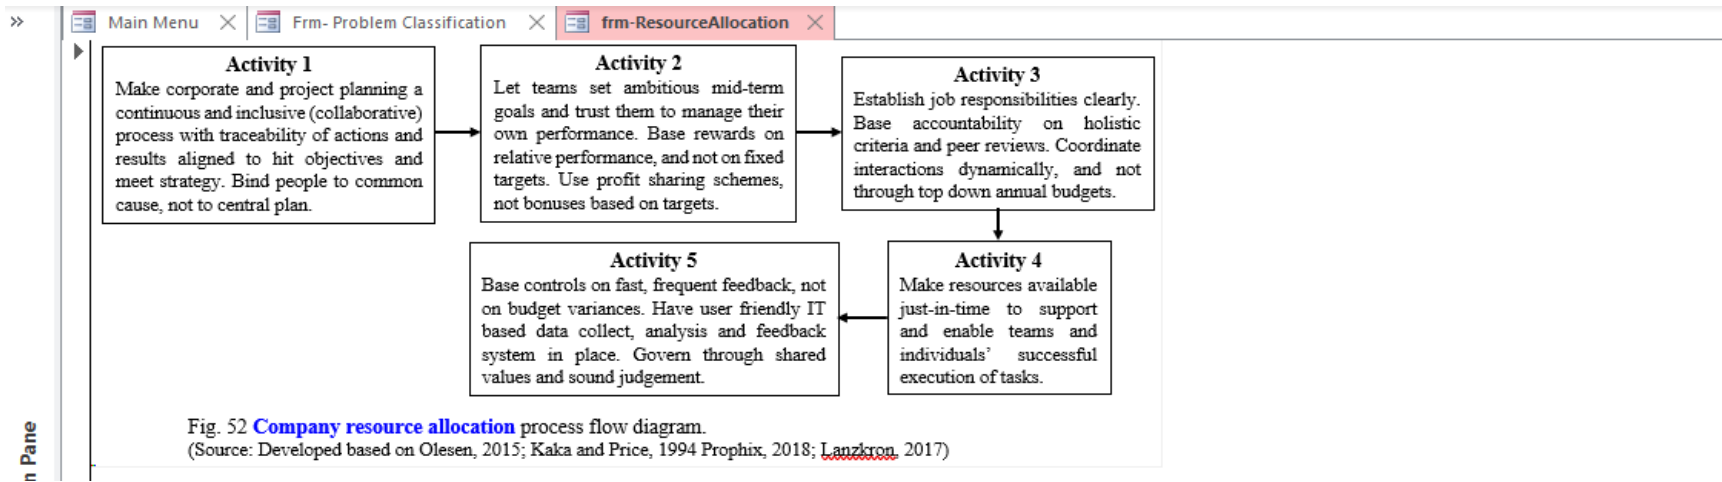 »
Main Menu
Frm- Problem Classification
frm-ResourceAllocation
Activity 1
Make corporate and project planning a
continuous and inclusive (collaborative)
process with traceability of actions and
results aligned to hit objectives and
meet strategy. Bind people to common
cause, not to central plan.
Activity 2
Let teams set ambitious mid-term
goals and trust them to manage their
own performance. Base rewards on
relative performance, and not on fixed
targets. Use profit sharing schemes,
not bonuses based on targets.
Activity 3
Establish job responsibilities clearly.
Base accountability on holistic
criteria and peer reviews. Coordinate
interactions dynamically, and not
through top down annual budgets.
Activity 4
Make resources available
just-in-time to support
and enable teams and
individuals’ successful
execution of tasks.
Activity 5
Base controls on fast, frequent feedback, not
on budget variances. Have user friendly IT
based data collect, analysis and feedback
system in place. Govern through shared
values and sound judgement.
Fig. 52 Company resource allocation process flow diagram.
(Source: Developed based on Olesen, 2015; Kaka and Price, 1994 Prophix, 2018; Lanzkron, 2017)
n Pane